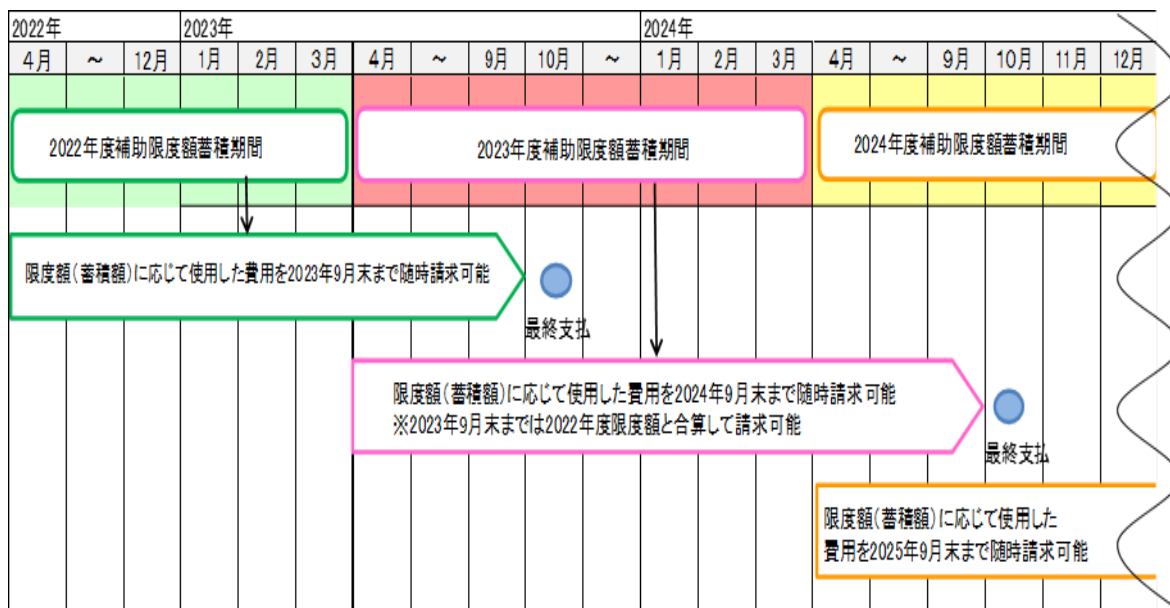 2022年 2023年 2024年
4月 ～ 12月 1月 2月 3月 4月 ～ 9月 10月 ～ 1月 2月 3月 4月 ～ 9月 10月 11月 12月
2022年度補助限度額蓄積期間
2023年度補助限度額蓄積期間
2024年度補助限度額蓄積期間
限度額(蓄積額)に応じて使用した費用を2023年9月末まで随時請求可能
最終支払
限度額(蓄積額)に応じて使用した費用を2024年9月末まで随時請求可能
※2023年9月末までは2022年度限度額と合算して請求可能
最終支払
限度額(蓄積額)に応じて使用した
費用を2025年9月末まで随時請求可能